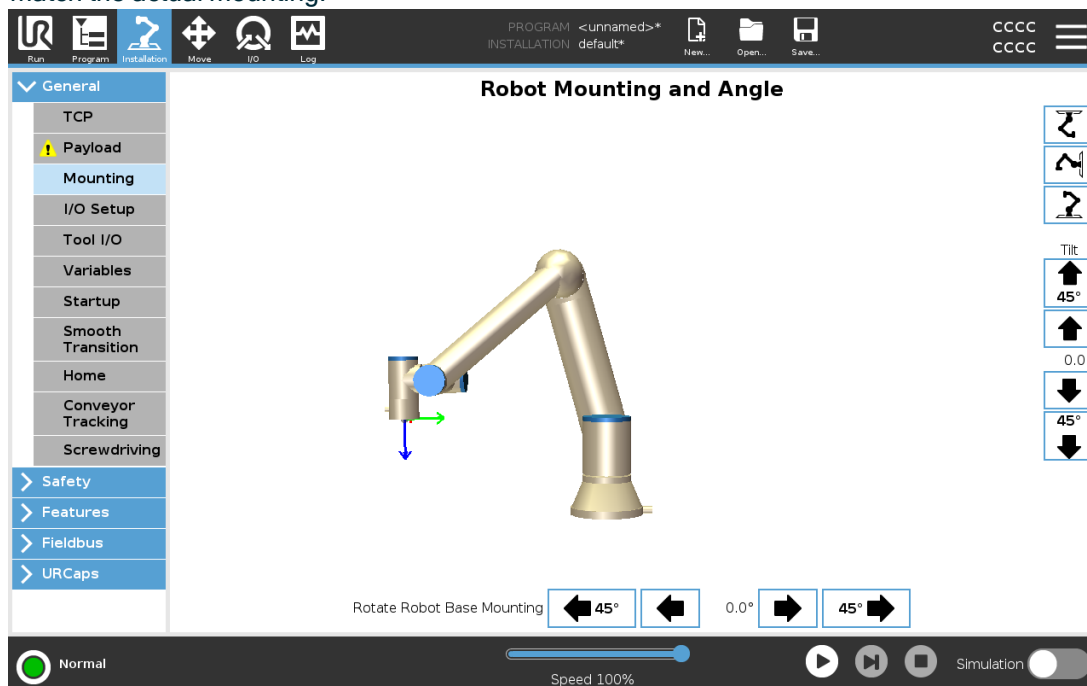 match the actual mounting.
PROGRAM <unnamed>*
INSTALLATION default*
CCCC
CCCC
UR
Run Program Installation Move I/O Log New... Open... Save...
General
TCP
Payload
Mounting
I/O Setup
Tool I/O
Variables
Startup
Smooth
Transition
Home
Conveyor
Tracking
Screwdriving
Safety
Features
Fieldbus
URCaps
Robot Mounting and Angle
Tilt
45°
0.0
45°
Rotate Robot Base Mounting 45° 0.0° 45°
Normal
Speed 100%
Simulation